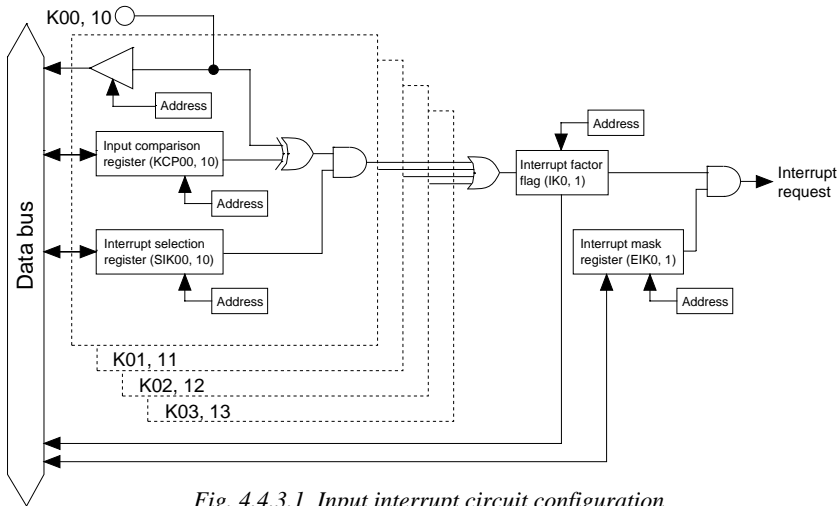 K00, 10
Data bus
Address
Input comparison
register (KCP00, 10)
Address
Interrupt selection
register (SIK00, 10)
Address
K01, 11
K02, 12
K03, 13
Address
Interrupt factor
flag (IK0, 1)
Interrupt mask
register (EIK0, 1)
Address
Interrupt
request
Fig. 4.4.3.1 Input interrupt circuit configuration